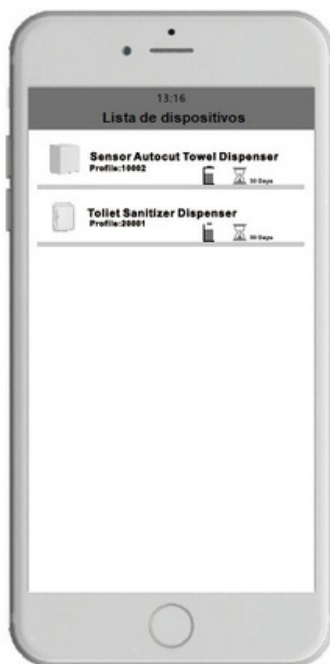 13:16
Lista de dispositivos
Sensor Autocut Towel Dispenser
Profile:10002
30 Days
Toliet Sanitizer Dispenser
Profile:20001
30 Days